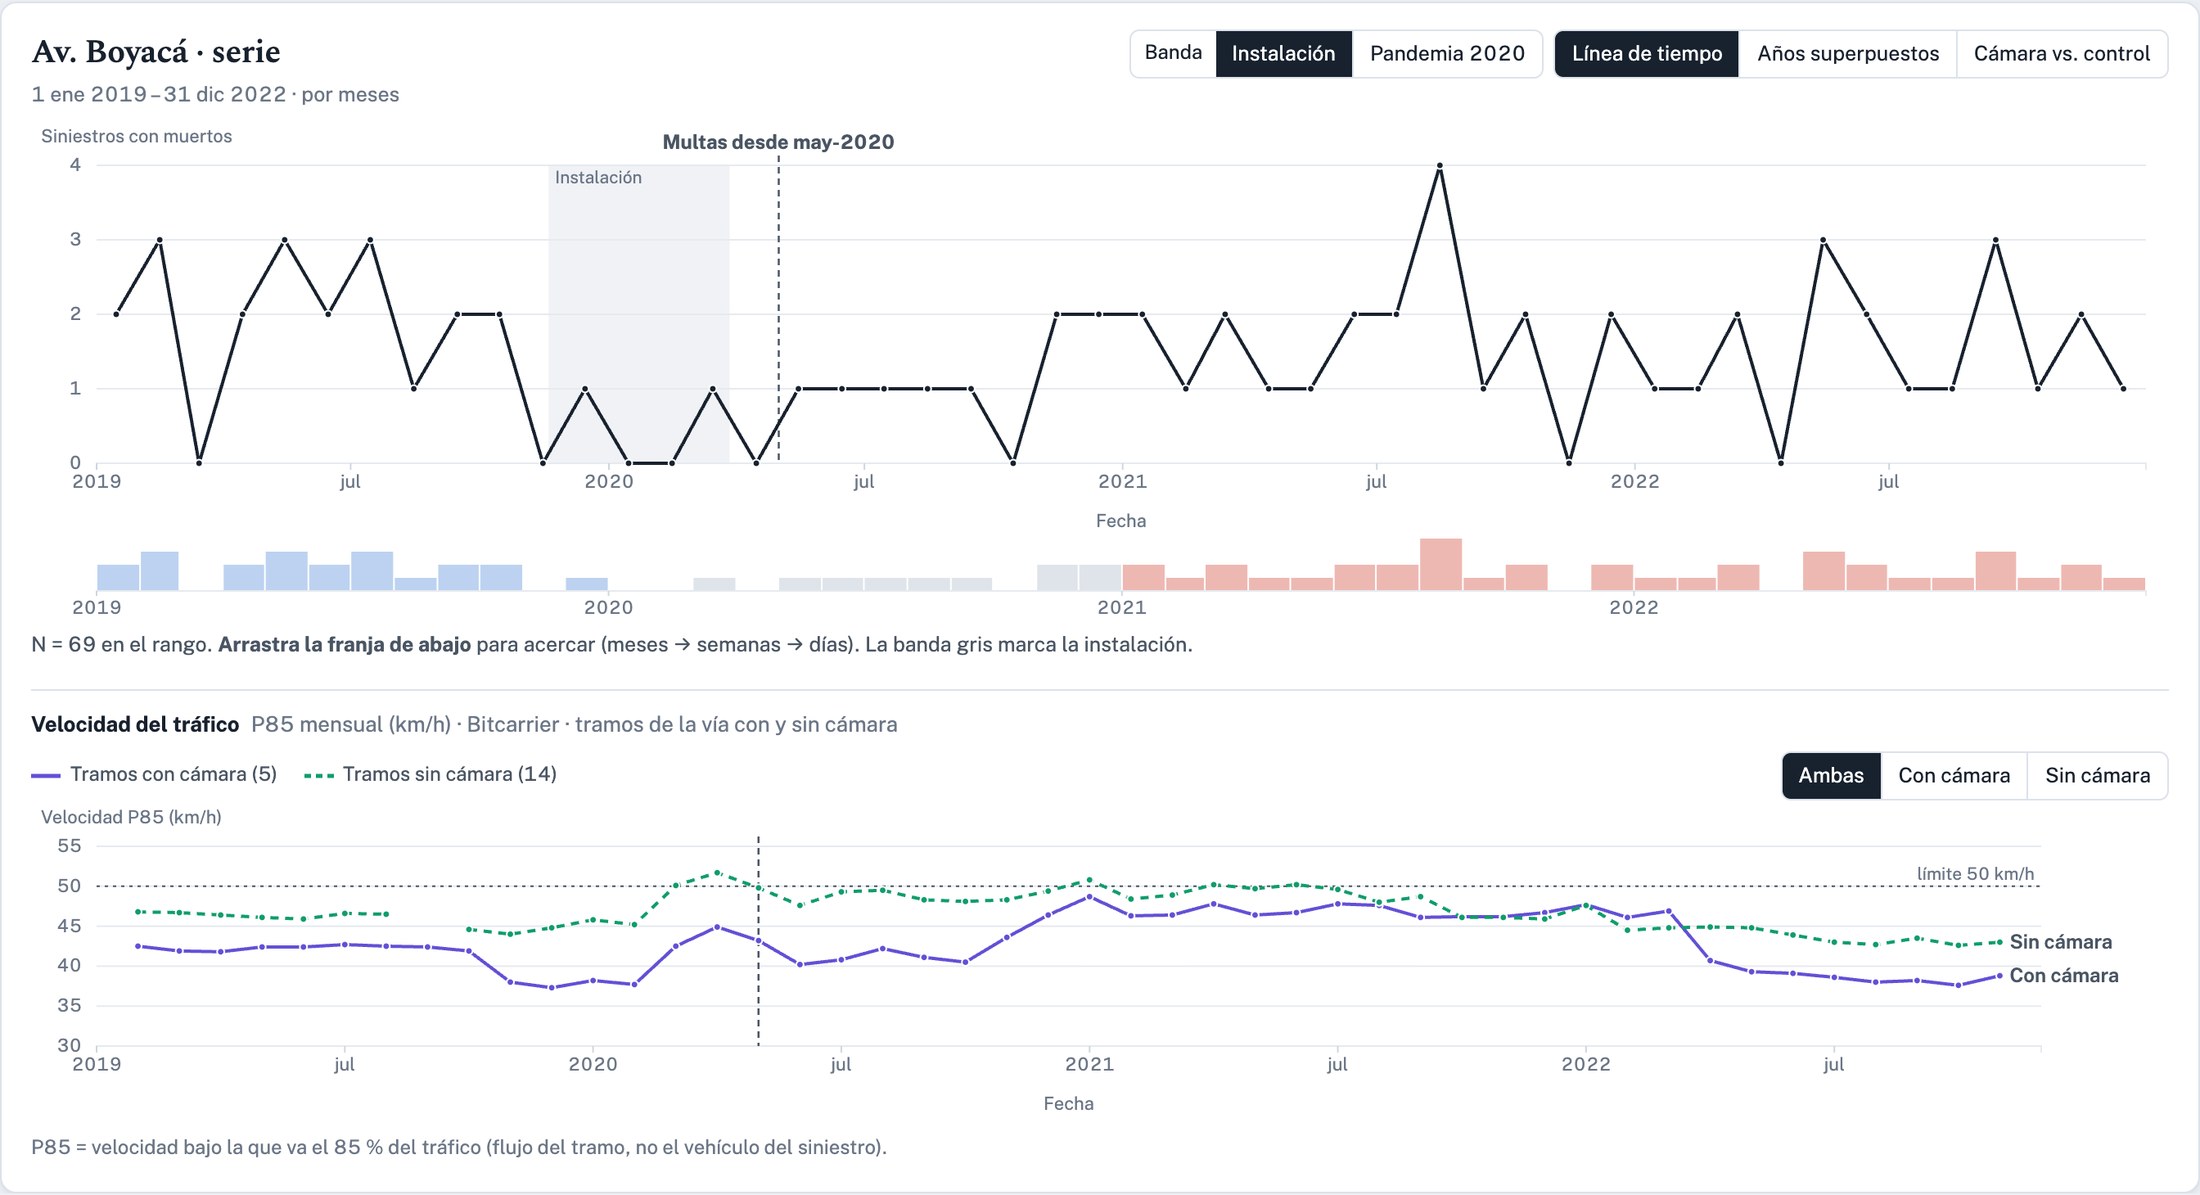 Av. Boyacá · serie
Banda Instalación Pandemia 2020 Línea de tiempo Años superpuestos Cámara vs. control
1 ene 2019–31 dic 2022 · por meses
Siniestros con muertos
Multas desde may-2020
Instalación
4
3
2
1
0
2019 jul 2020 jul 2021 jul 2022 jul
Fecha
2019 2020 2021 2022
N = 69 en el rango. Arrastra la franja de abajo para acercar (meses → semanas → días). La banda gris marca la instalación.
Velocidad del tráfico P85 mensual (km/h) · Bitcarrier · tramos de la vía con y sin cámara
Tramos con cámara (5) Tramos sin cámara (14)
Ambas Con cámara Sin cámara
Velocidad P85 (km/h)
55
50
45
40
35
30
límite 50 km/h
Sin cámara
Con cámara
2019 jul 2020 jul 2021 jul 2022 jul
Fecha
P85 = velocidad bajo la que va el 85 % del tráfico (flujo del tramo, no el vehículo del siniestro).